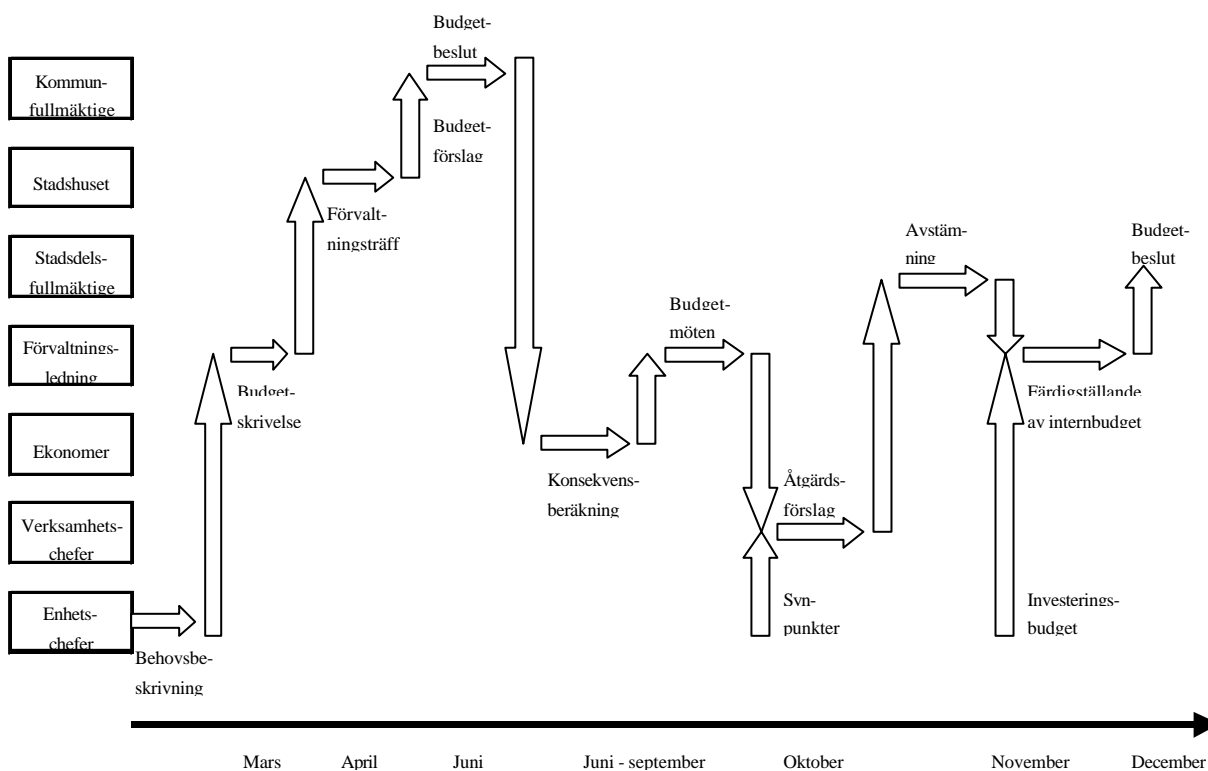 Budget-
beslut
Kommun-
fullmäktige
Budget-
förslag
Stadshuset
Förvalt-
ningsträff
Stadsdels-
fullmäktige
Avstäm-
ning
Budget-
beslut
Förvaltnings-
ledning
Budget-
skrivelse
Budget-
möten
Färdigställande
av internbudget
Ekonomer
Konsekvens-
beräkning
Åtgärds-
förslag
Verksamhets-
chefer
Enhets-
chefer
Behovsbe-
skrivning
Syn-
punkter
Investerings-
budget
Mars April Juni Juni - september Oktober November December